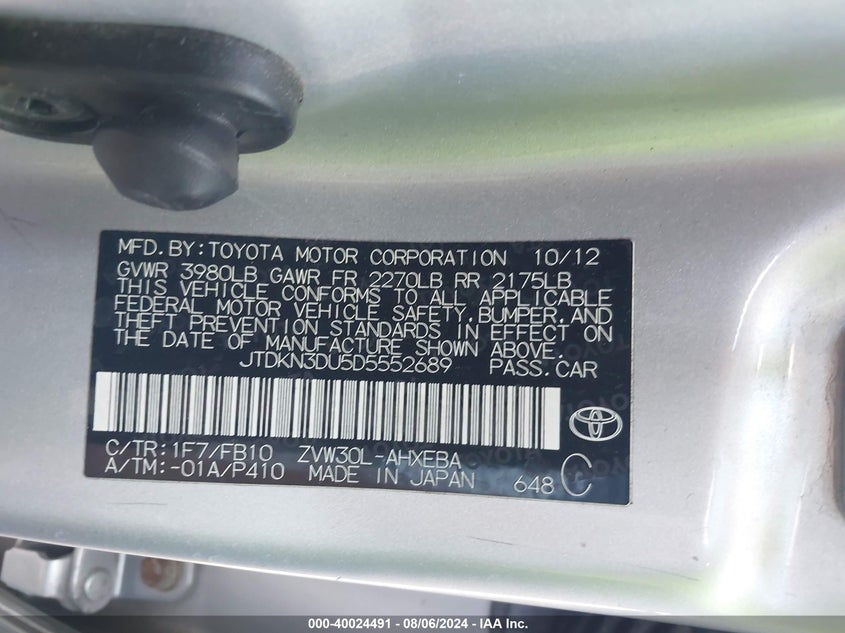 MFD. BY: TOYOTA MOTOR CORPORATION 10/12
GVWR 3980LB GAWR FR 2270LB RR 2175LB
THIS VEHICLE CONFORMS TO ALL APPLICABLE
FEDERAL MOTOR VEHICLE SAFETY, BUMPER, AND
THEFT PREVENTION STANDARDS IN EFFECT ON
THE DATE OF MANUFACTURE SHOWN ABOVE.
JTDKN3DU5D5552689 PASS. CAR
C/TR: 1F7/FB10 ZVW30L-AHXEBA
A/TM: -01A/P410 MADE IN JAPAN 648 C
000-40024491 - 08/06/2024 - IAA Inc.